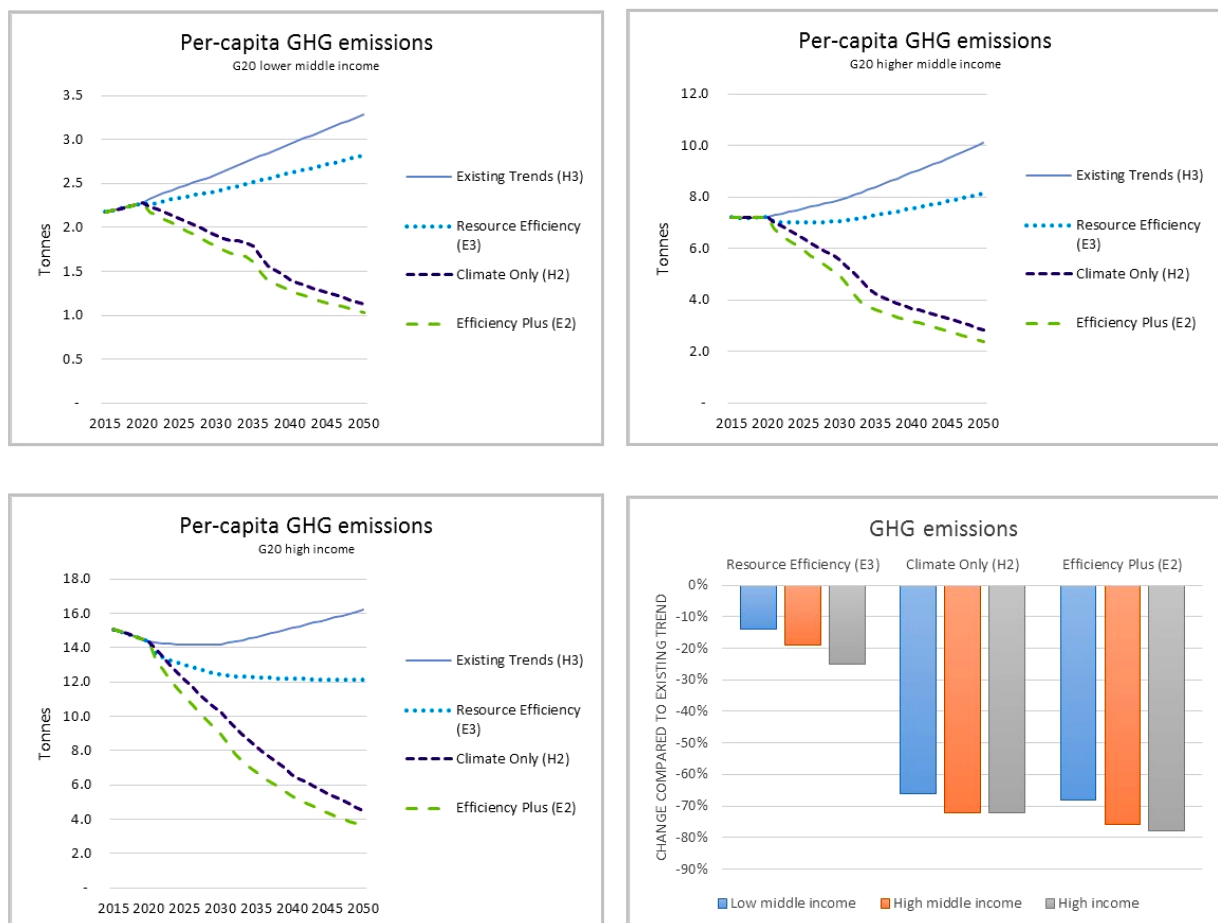 Per-capita GHG emissions
G20 lower middle income
3.5
3.0
2.5
2.0
1.5
1.0
0.5
-
Tonnes
2015 2020 2025 2030 2035 2040 2045 2050
Existing Trends (H3)
Resource Efficiency
(E3)
Climate Only (H2)
Efficiency Plus (E2)
Per-capita GHG emissions
G20 higher middle income
12.0
10.0
8.0
6.0
4.0
2.0
-
Tonnes
2015 2020 2025 2030 2035 2040 2045 2050
Existing Trends (H3)
Resource Efficiency
(E3)
Climate Only (H2)
Efficiency Plus (E2)
Per-capita GHG emissions
G20 high income
18.0
16.0
14.0
12.0
10.0
8.0
6.0
4.0
2.0
-
Tonnes
2015 2020 2025 2030 2035 2040 2045 2050
Existing Trends (H3)
Resource Efficiency
(E3)
Climate Only (H2)
Efficiency Plus (E2)
GHG emissions
Resource Efficiency (E3) Climate Only (H2) Efficiency Plus (E2)
0%
-10%
-20%
-30%
-40%
-50%
-60%
-70%
-80%
-90%
CHANGE COMPARED TO EXISTING TREND
Low middle income High middle income High income